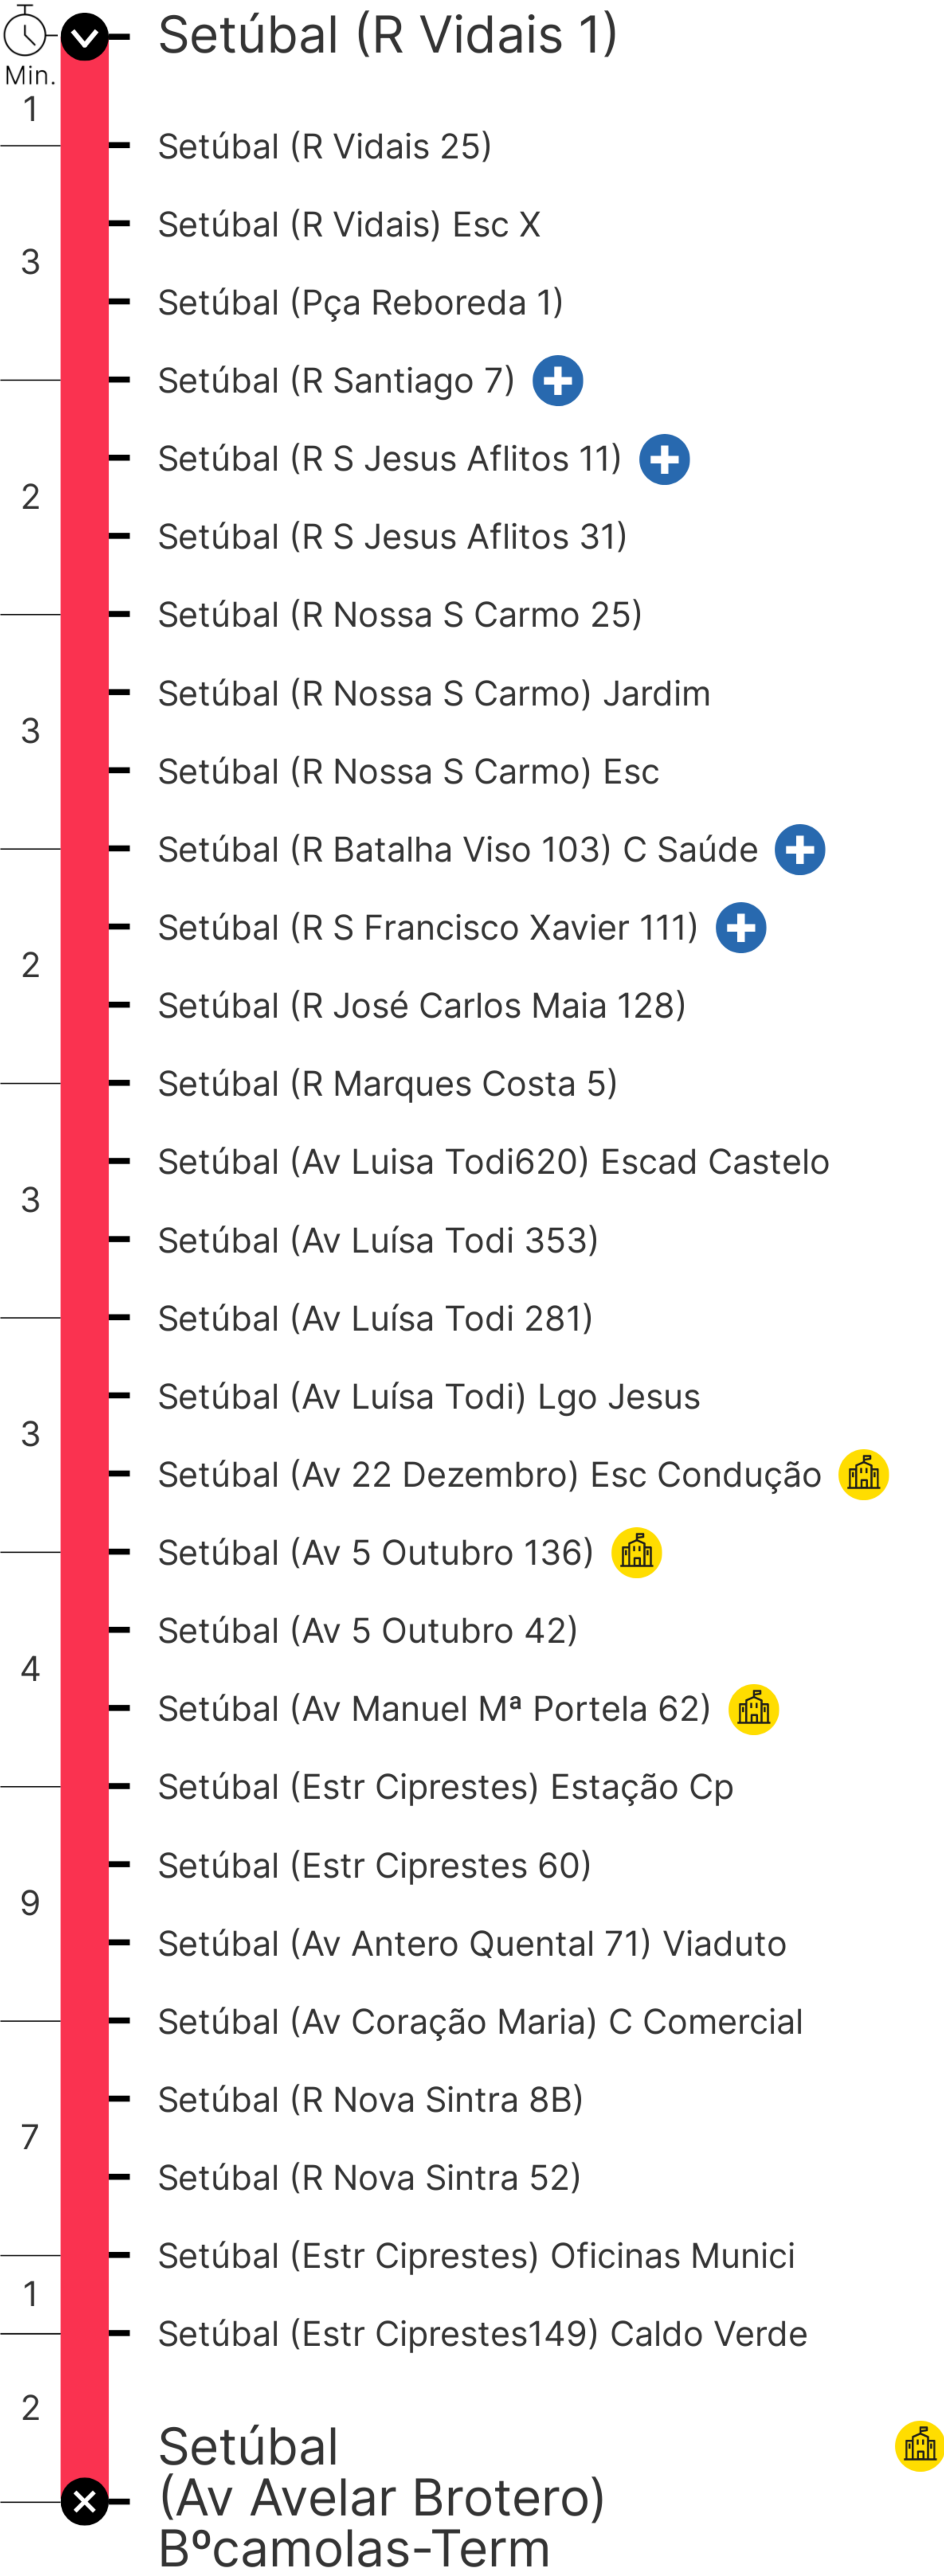 Setúbal (R Vidais 1)
Min.
1
Setúbal (R Vidais 25)
Setúbal (R Vidais) Esc X
3
Setúbal (Pça Reboreda 1)
Setúbal (R Santiago 7)
Setúbal (R S Jesus Aflitos 11)
2
Setúbal (R S Jesus Aflitos 31)
Setúbal (R Nossa S Carmo 25)
Setúbal (R Nossa S Carmo) Jardim
3
Setúbal (R Nossa S Carmo) Esc
Setúbal (R Batalha Viso 103) C Saúde
Setúbal (R S Francisco Xavier 111)
2
Setúbal (R José Carlos Maia 128)
Setúbal (R Marques Costa 5)
Setúbal (Av Luisa Todi620) Escad Castelo
3
Setúbal (Av Luísa Todi 353)
Setúbal (Av Luísa Todi 281)
Setúbal (Av Luísa Todi) Lgo Jesus
3
Setúbal (Av 22 Dezembro) Esc Condução
Setúbal (Av 5 Outubro 136)
Setúbal (Av 5 Outubro 42)
4
Setúbal (Av Manuel Mª Portela 62)
Setúbal (Estr Ciprestes) Estação Cp
Setúbal (Estr Ciprestes 60)
9
Setúbal (Av Antero Quental 71) Viaduto
Setúbal (Av Coração Maria) C Comercial
Setúbal (R Nova Sintra 8B)
7
Setúbal (R Nova Sintra 52)
Setúbal (Estr Ciprestes) Oficinas Munici
1
Setúbal (Estr Ciprestes149) Caldo Verde
2
Setúbal
(Av Avelar Brotero)
Bºcamolas-Term